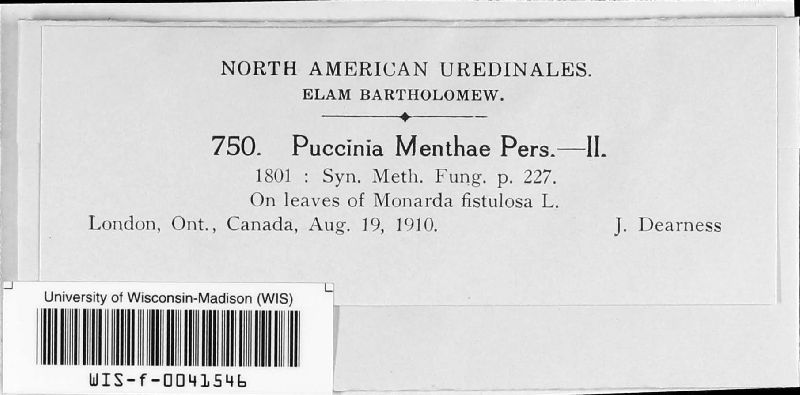 NORTH AMERICAN UREDINALES.
ELAM BARTHOLOMEW.
750. Puccinia Menthae Pers.—II.
1801 : Syn. Meth. Fung. p. 227.
On leaves of Monarda fistulosa L.
London, Ont., Canada, Aug. 19, 1910. J. Dearness
University of Wisconsin-Madison (WIS)
WIS-f-0041546